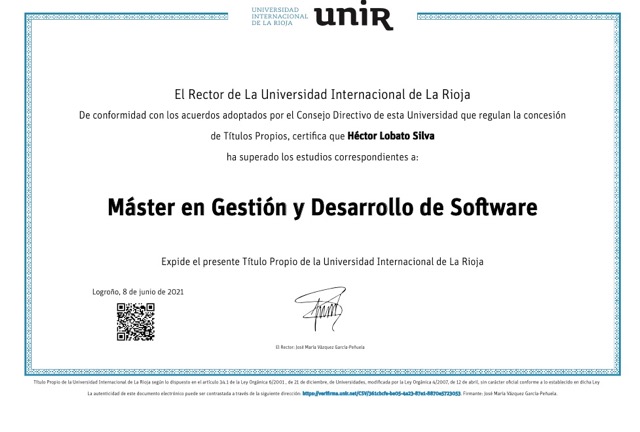 UNIVERSIDAD
INTERNACIONAL
DE LA RIOJA
unir
El Rector de La Universidad Internacional de La Rioja
De conformidad con los acuerdos adoptados por el Consejo Directivo de esta Universidad que regulan la concesión
de Títulos Propios, certifica que Héctor Lobato Silva
ha superado los estudios correspondientes a:
Máster en Gestión y Desarrollo de Software
Expide el presente Título Propio de la Universidad Internacional de La Rioja
Logroño, 8 de junio de 2021
El Rector: José María Vázquez García-Peñuela
Título Propio de la Universidad Internacional de La Rioja según lo dispuesto en el artículo 34.1 de la Ley Orgánica 6/2001, de 21 de diciembre, de Universidades, modificada por la Ley Orgánica 4/2007, de 12 de abril, sin carácter oficial conforme a lo establecido en dicha Ley
La autenticidad de este documento electrónico puede ser contrastada a través de la siguiente dirección: Firmante: José María Vázquez García Peñuela.